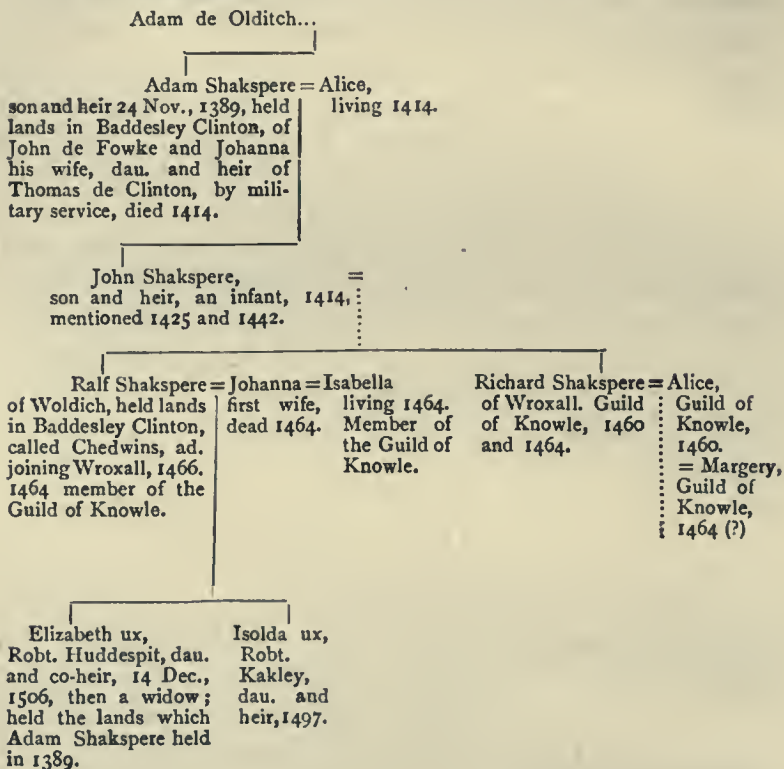 Adam de Olditch...
Adam Shakspere = Alice,
son and heir 24 Nov., 1389, held
lands in Baddesley Clinton, of
John de Fowke and Johanna
his wife, dau. and heir of
Thomas de Clinton, by mili-
tary service, died 1414.
living 1414.
John Shakspere, =
son and heir, an infant, 1414,
mentioned 1425 and 1442.
Ralf Shakspere = Johanna = Isabella
of Woldich, held lands
in Baddesley Clinton,
called Chedwins, ad.
joining Wroxall, 1466.
1464 member of the
Guild of Knowle.
first wife,
dead 1464.
living 1464.
Member of
the Guild of
Knowle.
Richard Shakspere = Alice,
of Wroxall. Guild
of Knowle, 1460
and 1464.
Guild of
Knowle,
1460.
= Margery,
Guild of
Knowle,
1464 (?)
Elizabeth ux,
Robt. Huddespit, dau.
and co-heir, 14 Dec.,
1506, then a widow;
held the lands which
Adam Shakspere held
in 1389.
Isolda ux,
Robt.
Kakley,
dau. and
heir, 1497.